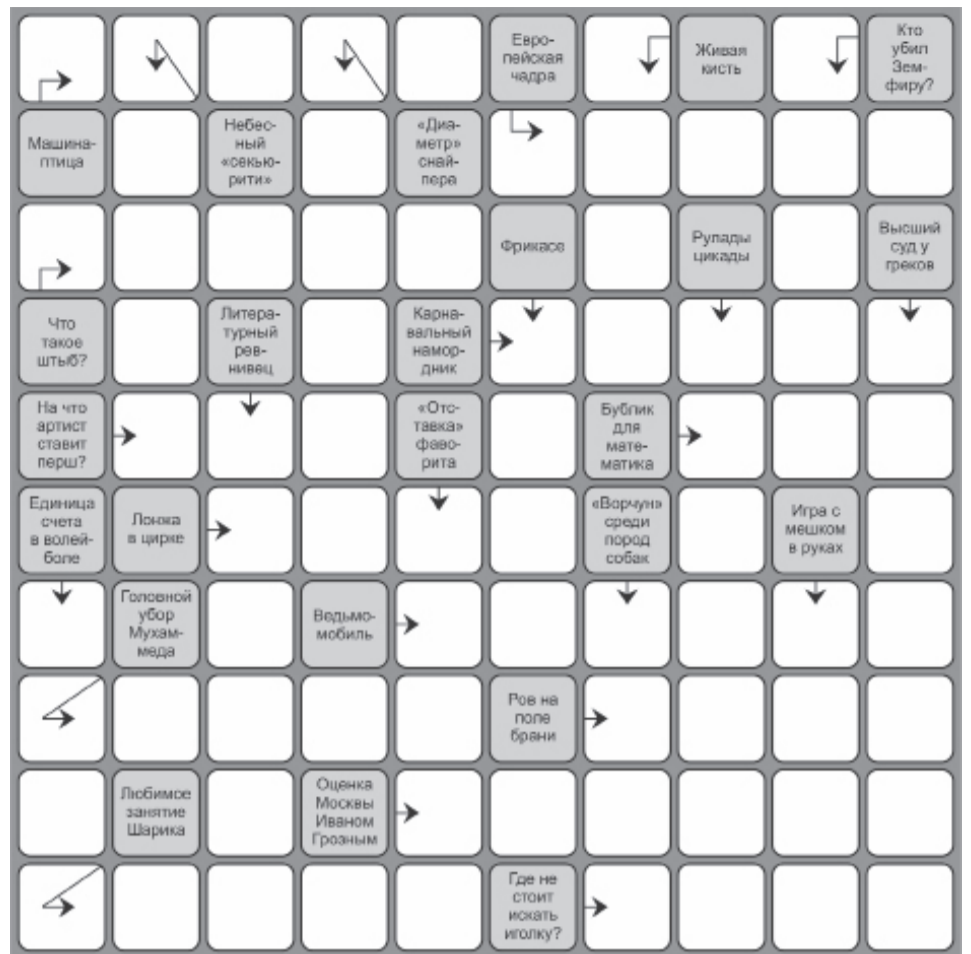 Евро-
пейская
чадра
Живая
кисть
Кто
убил
Зем-
фиру?
Машина-
птица
Небес-
ный
«секью-
рити»
«Диа-
метр»
снай-
пера
Фрикасе
Рулады
цикады
Высший
суд у
греков
Что
такое
штыб?
Литера-
турный
рев-
нивец
Карна-
вальный
намор-
дник
На что
артист
ставит
перш?
«Отс-
тавка»
фаво-
рита
Бублик
для
мате-
матика
Единица
счета
в волей-
боле
Лонжа
в цирке
«Ворчун»
среди
пород
собак
Игра с
мешком
в руках
Головной
убор
Мухам-
меда
Ведьмо-
мобиль
Ров на
поле
брани
Любимое
занятие
Шарика
Оценка
Москвы
Иваном
Грозным
Где не
стоит
искать
иголку?